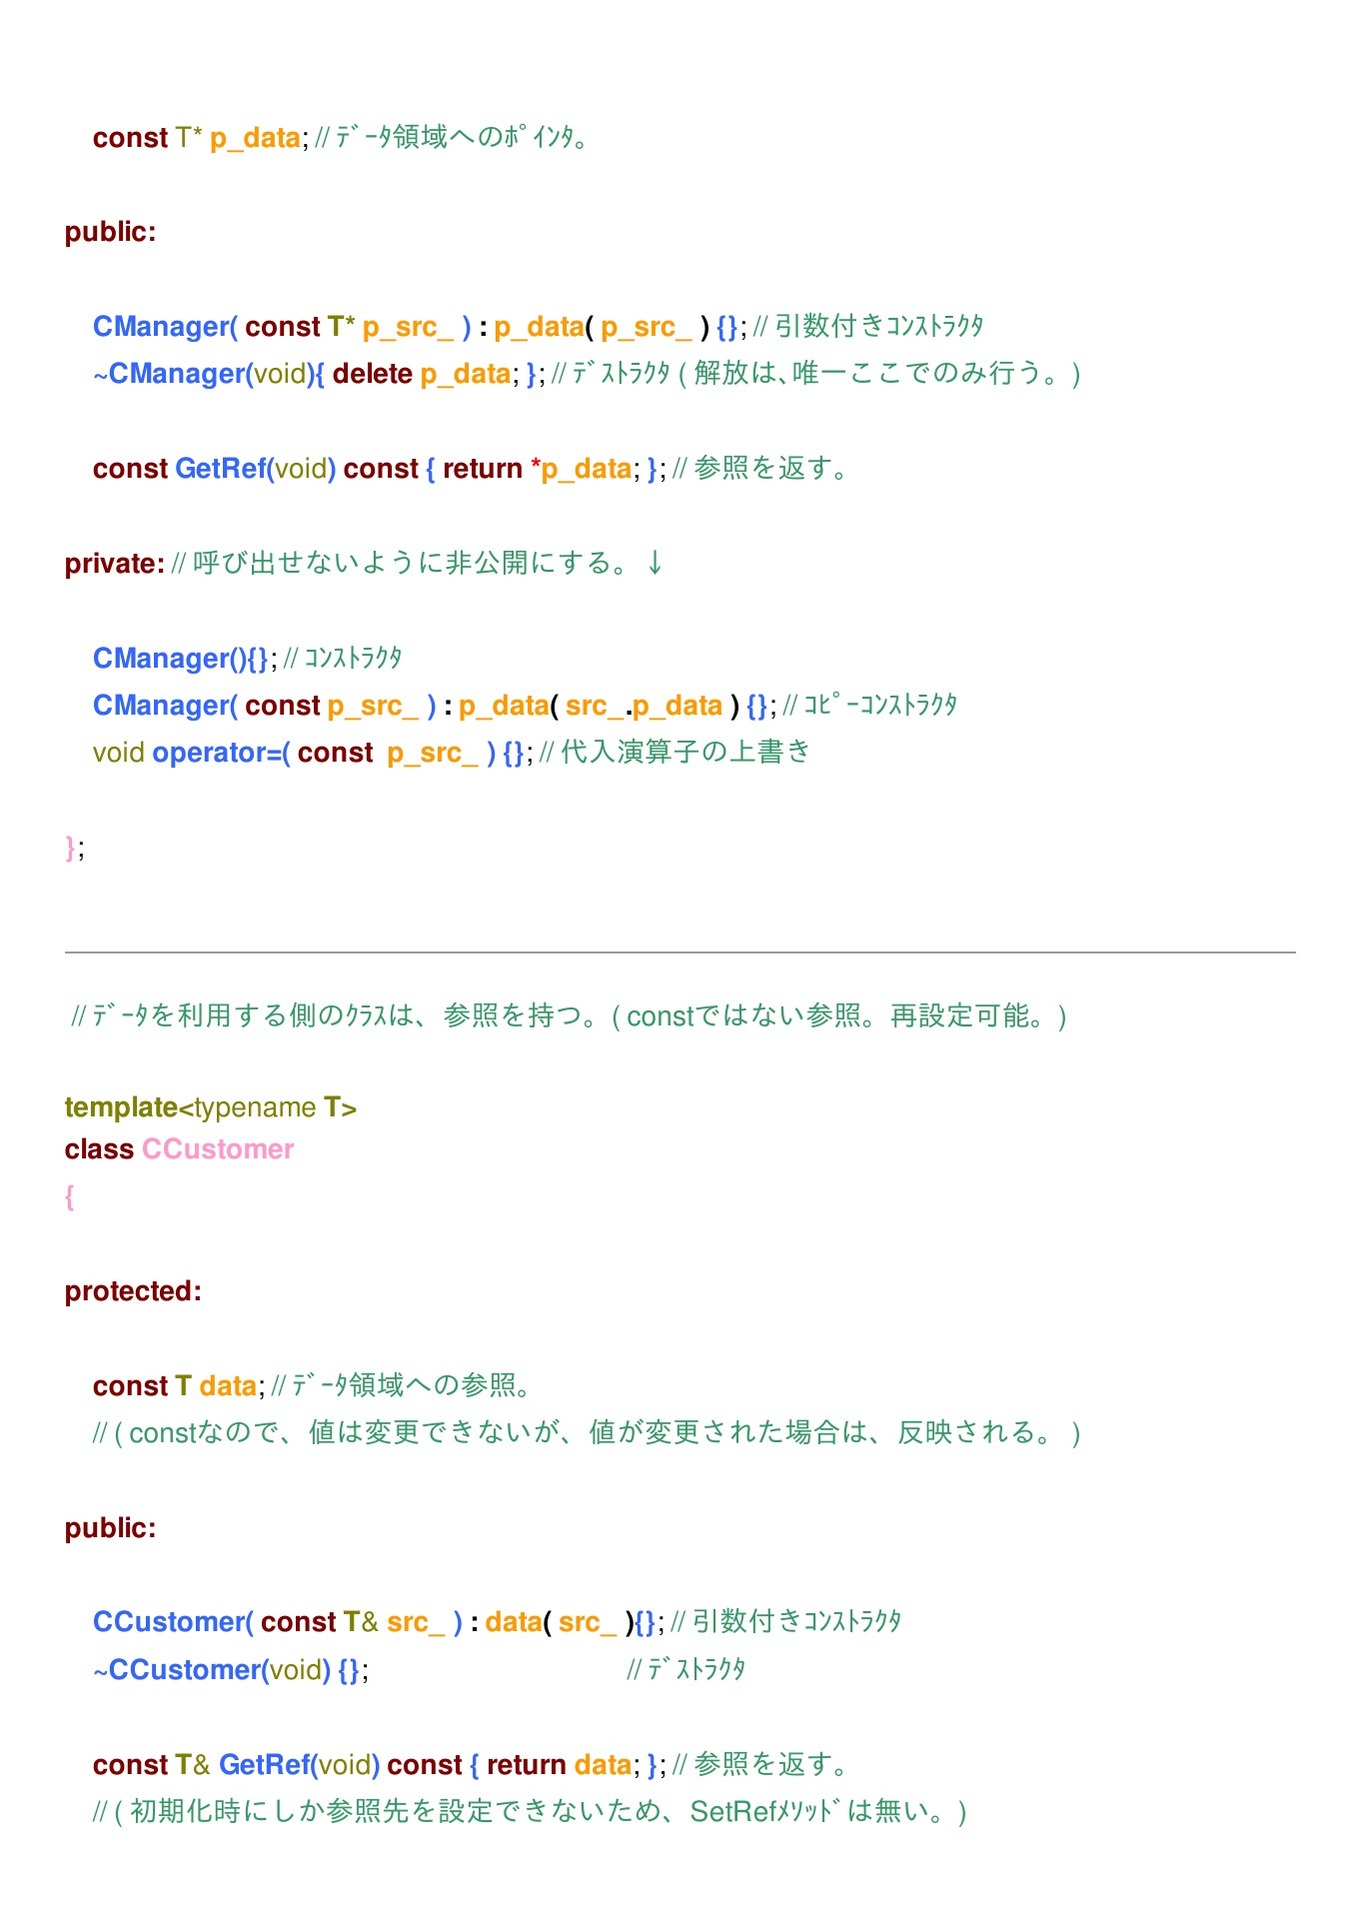 const T* p_data; // ﾃﾞｰﾀ領域へのﾎﾟｲﾝﾀ。
public:
CManager( const T* p_src_ ) : p_data( p_src_ ) {}; // 引数付きｺﾝｽﾄﾗｸﾀ
~CManager(void){ delete p_data; }; // ﾃﾞｽﾄﾗｸﾀ ( 解放は､唯一ここでのみ行う。)
const GetRef(void) const { return *p_data; }; // 参照を返す。
private: // 呼び出せないように非公開にする。↓
CManager(){}; // ｺﾝｽﾄﾗｸﾀ
CManager( const p_src_ ) : p_data( src_.p_data ) {}; // ｺﾋﾟｰｺﾝｽﾄﾗｸﾀ
void operator=( const  p_src_ ) {}; // 代入演算子の上書き
};
// ﾃﾞｰﾀを利用する側のｸﾗｽは、参照を持つ。( constではない参照。再設定可能。)
template<typename T>
class CCustomer
{
protected:
const T data; // ﾃﾞｰﾀ領域への参照。
// ( constなので、値は変更できないが、値が変更された場合は、反映される。 )
public:
CCustomer( const T& src_ ) : data( src_ ){}; // 引数付きｺﾝｽﾄﾗｸﾀ
~CCustomer(void) {}; // ﾃﾞｽﾄﾗｸﾀ
const T& GetRef(void) const { return data; }; // 参照を返す。
// ( 初期化時にしか参照先を設定できないため、SetRefﾒｿｯﾄﾞは無い。)